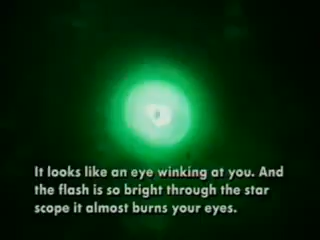 It looks like an eye winking at you. And
the flash is so bright through the star
scope it almost burns your eyes.